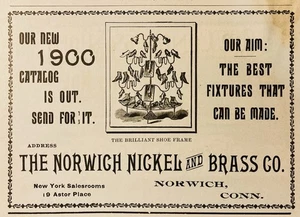 OUR NEW
1900
CATALOG
IS OUT.
SEND FOR IT.
THE BRILLIANT SHOE FRAME
OUR AIM:
THE BEST
FIXTURES THAT
CAN BE MADE.
ADDRESS
THE NORWICH NICKEL AND BRASS CO.
New York Salesrooms
10 Astor Place
NORWICH,
CONN.